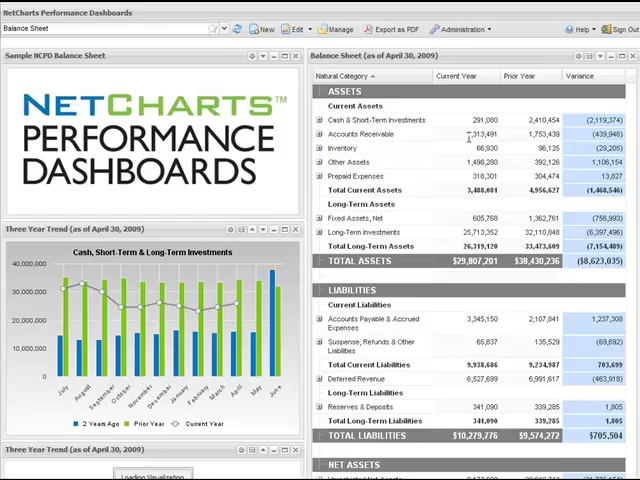 NetCharts Performance Dashboards
Balance Sheet
New
Edit
Manage
Export as PDF
Administration
Help
Sign Out
Sample NCPD Balance Sheet
NETCHARTS™
PERFORMANCE
DASHBOARDS
Three Year Trend (as of April 30, 2009)
Cash, Short-Term & Long-Term Investments
40,000,000
30,000,000
20,000,000
10,000,000
0
July August September October November December January February March April May June
2 Years Ago Prior Year Current Year
Three Year Trend (as of April 30, 2009)
Loading Visualization
Balance Sheet (as of April 30, 2009)
Natural Category Current Year Prior Year Variance
ASSETS
Current Assets
Cash & Short-Term Investments 291,080 2,410,454 (2,119,374)
Accounts Receivable 1,313,491 1,753,439 (439,948)
Inventory 66,930 96,135 (29,205)
Other Assets 1,498,280 392,126 1,106,154
Prepaid Expenses 318,301 304,474 13,827
Total Current Assets 3,488,081 4,956,627 (1,468,546)
Long-Term Assets
Fixed Assets, Net 605,768 1,362,761 (756,993)
Long-Term Investments 25,713,352 32,110,848 (6,397,496)
Total Long-Term Assets 26,319,120 33,473,609 (7,154,489)
TOTAL ASSETS $29,807,201 $38,430,236 ($8,623,035)
LIABILITIES
Current Liabilities
Accounts Payable & Accrued
Expenses 3,345,150 2,107,841 1,237,308
Suspense, Refunds & Other
Liabilities 65,837 135,529 (69,692)
Total Current Liabilities 9,938,686 9,234,987 703,699
Deferred Revenue 6,527,699 6,991,617 (463,918)
Long-Term Liabilities
Reserves & Deposits 341,090 339,285 1,805
Total Long-Term Liabilities 341,090 339,285 1,805
TOTAL LIABILITIES $10,279,776 $9,574,272 $705,504
NET ASSETS